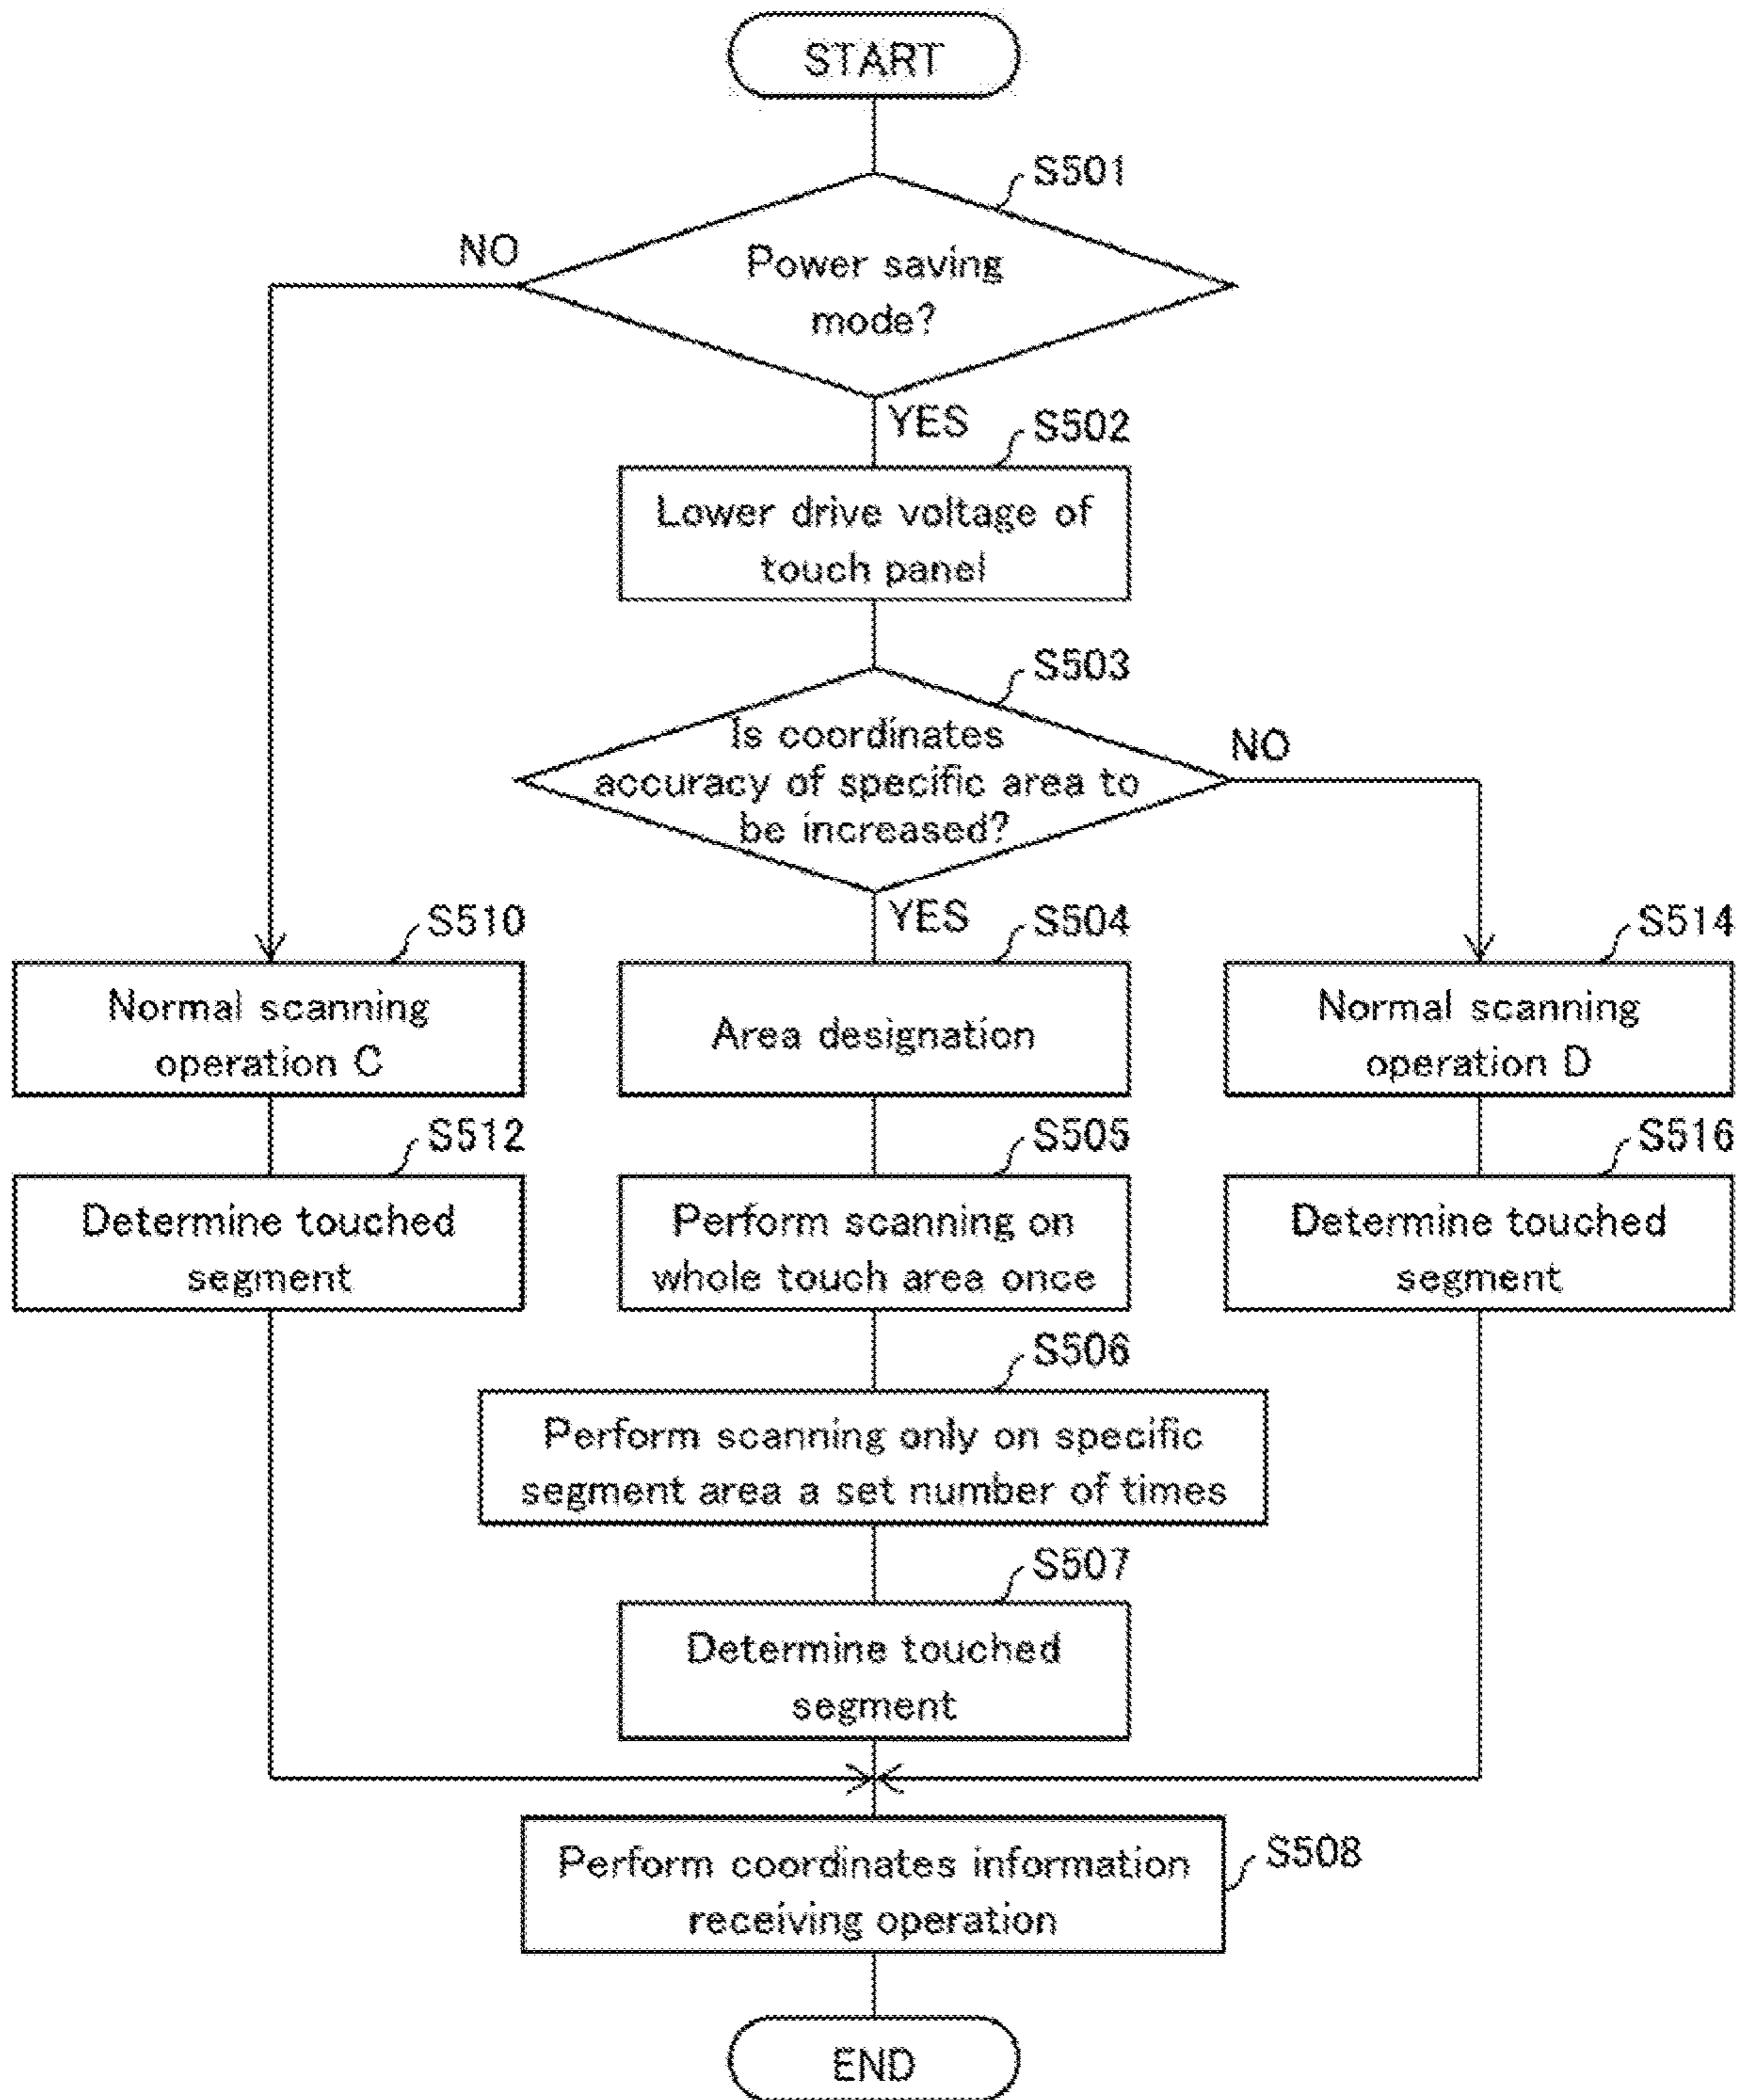 START
S501
NO
Power saving
mode?
YES
S502
Lower drive voltage of
touch panel
S503
Is coordinates
accuracy of specific area to
be increased?
NO
YES
S510
S504
S514
Normal scanning
operation C
Area designation
Normal scanning
operation D
S512
S505
S516
Determine touched
segment
Perform scanning on
whole touch area once
Determine touched
segment
S506
Perform scanning only on specific
segment area a set number of times
S507
Determine touched
segment
Perform coordinates information
receiving operation
S508
END